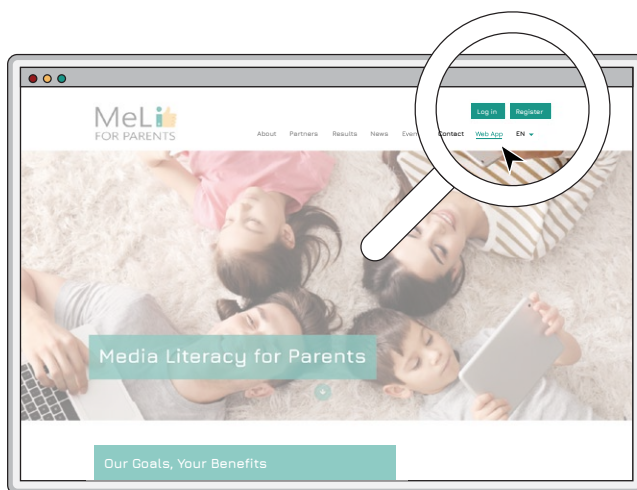 Log in Register
MeLi
FOR PARENTS
About Partners Results News Contact Web App EN
Media Literacy for Parents
Our Goals, Your Benefits